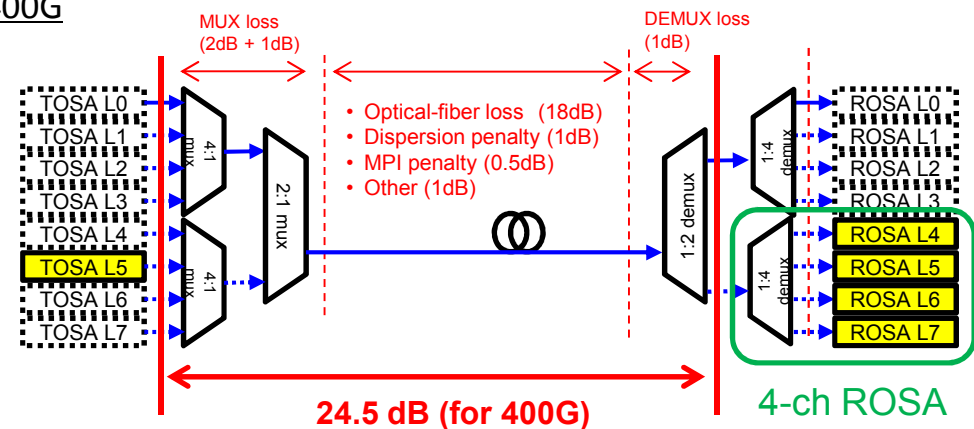 400G
MUX loss
(2dB + 1dB)
DEMUX loss
(1dB)
• Optical-fiber loss (18dB)
• Dispersion penalty (1dB)
• MPI penalty (0.5dB)
• Other (1dB)
TOSA L0
TOSA L1
TOSA L2
TOSA L3
TOSA L4
TOSA L5
TOSA L6
TOSA L7
4:1
mux
4:1
mux
2:1 mux
1:2 demux
1:4
demux
1:4
demux
ROSA L0
ROSA L1
ROSA L2
ROSA L3
ROSA L4
ROSA L5
ROSA L6
ROSA L7
24.5 dB (for 400G)
4-ch ROSA